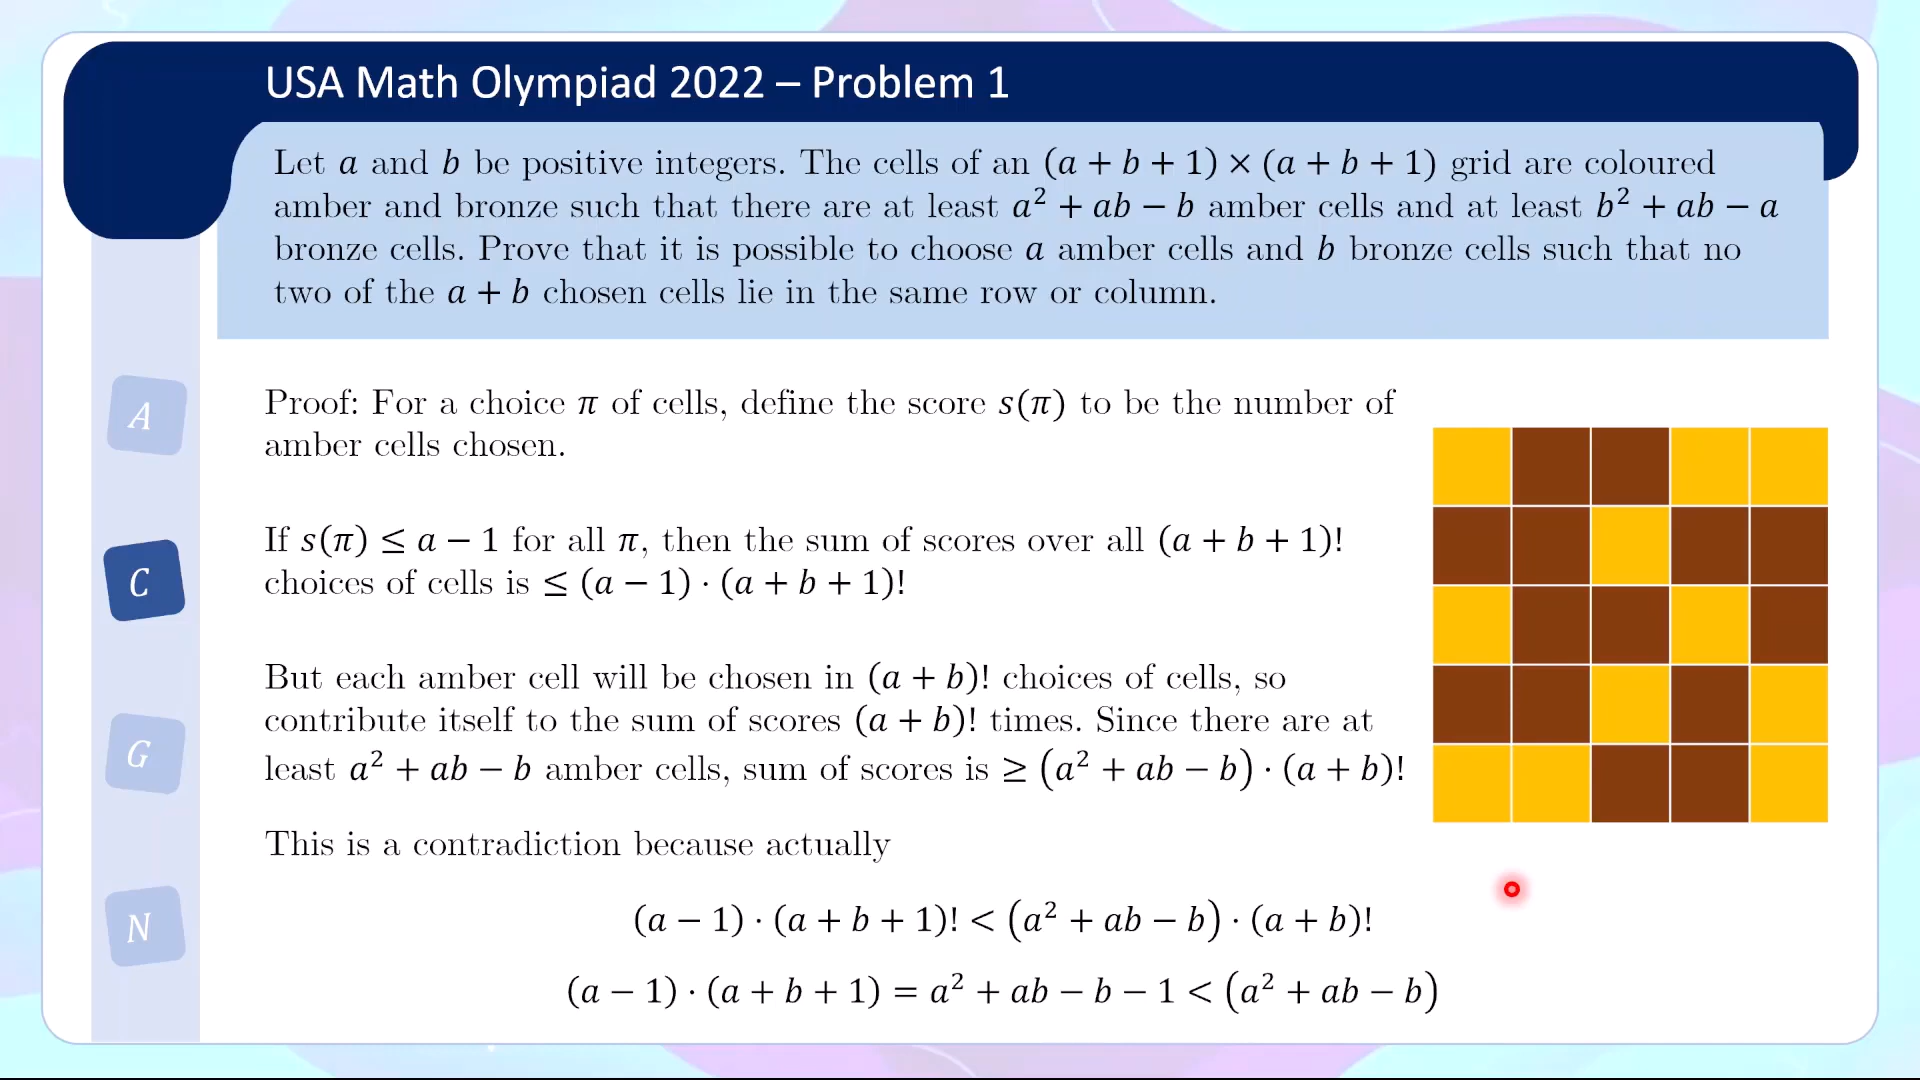 USA Math Olympiad 2022 – Problem 1
Let a and b be positive integers. The cells of an (a + b + 1) × (a + b + 1) grid are coloured
amber and bronze such that there are at least a² + ab − b amber cells and at least b² + ab − a
bronze cells. Prove that it is possible to choose a amber cells and b bronze cells such that no
two of the a + b chosen cells lie in the same row or column.
A
C
G
N
Proof: For a choice π of cells, define the score s(π) to be the number of
amber cells chosen.
If s(π) ≤ a − 1 for all π, then the sum of scores over all (a + b + 1)!
choices of cells is ≤ (a − 1) · (a + b + 1)!
But each amber cell will be chosen in (a + b)! choices of cells, so
contribute itself to the sum of scores (a + b)! times. Since there are at
least a² + ab − b amber cells, sum of scores is ≥ (a² + ab − b) · (a + b)!
This is a contradiction because actually
(a − 1) · (a + b + 1)! < (a² + ab − b) · (a + b)!
(a − 1) · (a + b + 1) = a² + ab − b − 1 < (a² + ab − b)